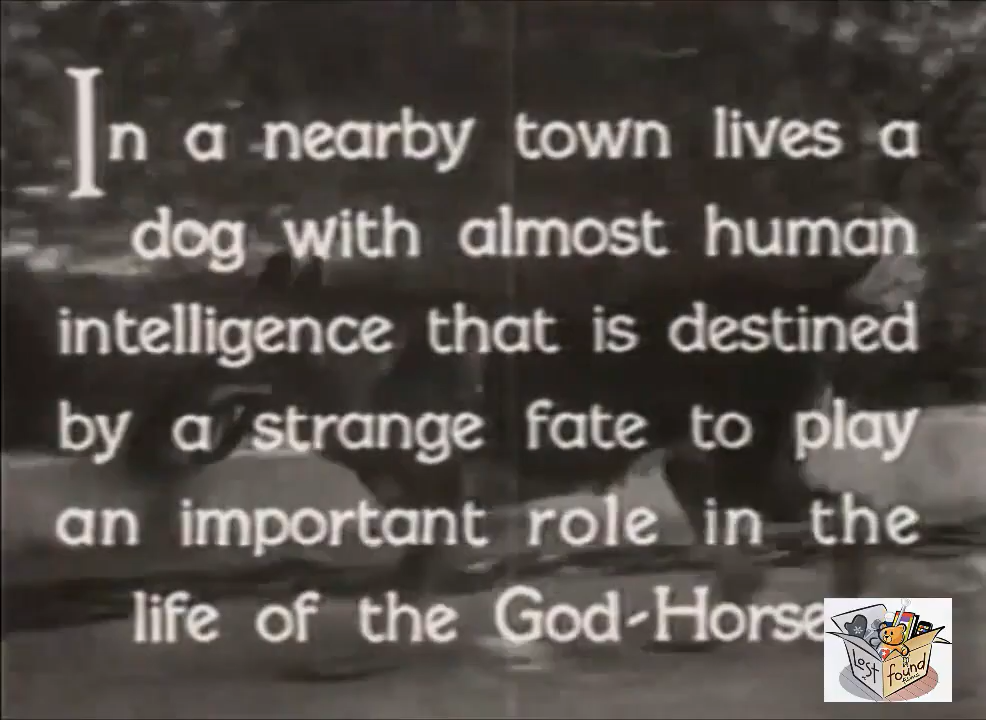 In a nearby town lives a
dog with almost human
intelligence that is destined
by a strange fate to play
an important role in the
life of the God-Horse
Lost
found